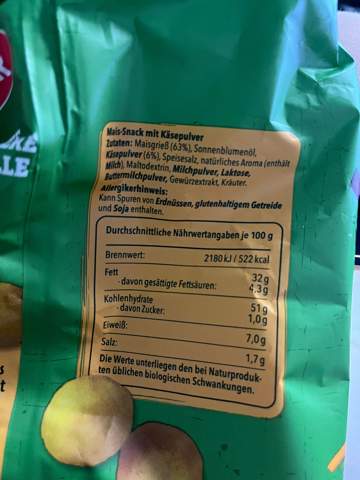 Mais-Snack mit Käsepulver
Zutaten: Maisgrieß (63%), Sonnenblumenöl,
Käsepulver (6%), Speisesalz, natürliches Aroma (enthält
Milch), Maltodextrin, Milchpulver, Laktose,
Buttermilchpulver, Gewürzextrakt, Kräuter.
Allergikerhinweis:
Kann Spuren von Erdnüssen, glutenhaltigem Getreide
und Soja enthalten.
Durchschnittliche Nährwertangaben je 100 g
Brennwert: 2180 kJ / 522 kcal
Fett 32 g
- davon gesättigte Fettsäuren: 4,3 g
Kohlenhydrate 51 g
- davon Zucker: 1,0 g
Eiweiß: 7,0 g
Salz: 1,7 g
Die Werte unterliegen den bei Naturproduk-
ten üblichen biologischen Schwankungen.